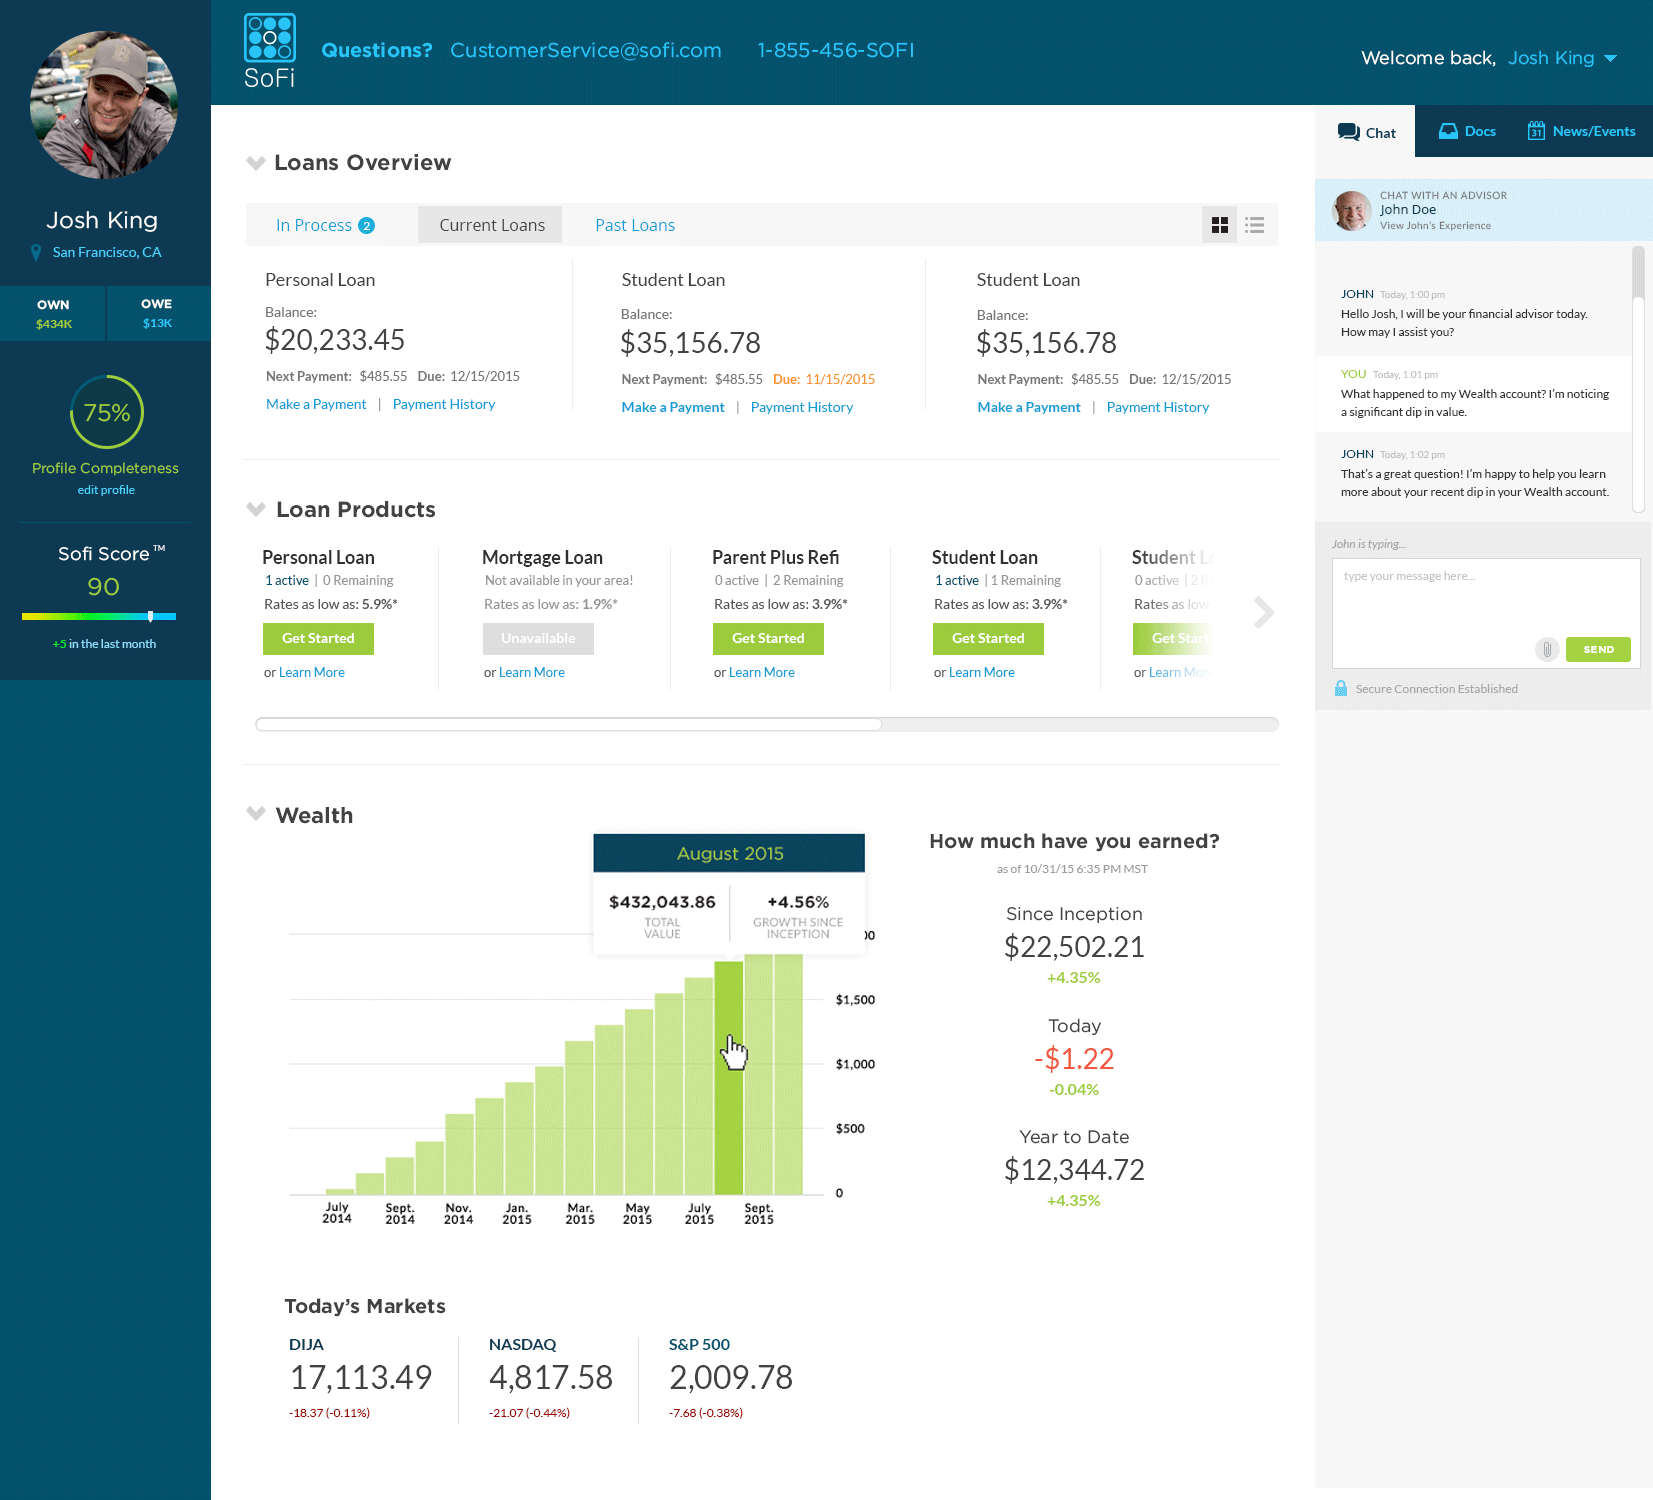 Josh King
San Francisco, CA
OWN
$434K
OWE
$13K
75%
Profile Completeness
edit profile
Sofi Score™
90
+5 in the last month
SoFi
Questions? CustomerService@sofi.com 1-855-456-SOFI
Welcome back, Josh King
Loans Overview
In Process 2
Current Loans
Past Loans
Personal Loan
Balance:
$20,233.45
Next Payment: $485.55 Due: 12/15/2015
Make a Payment | Payment History
Student Loan
Balance:
$35,156.78
Next Payment: $485.55 Due: 11/15/2015
Make a Payment | Payment History
Student Loan
Balance:
$35,156.78
Next Payment: $485.55 Due: 12/15/2015
Make a Payment | Payment History
Loan Products
Personal Loan
1 active | 0 Remaining
Rates as low as: 5.9%*
Get Started
or Learn More
Mortgage Loan
Not available in your area!
Rates as low as: 1.9%*
Unavailable
or Learn More
Parent Plus Refi
0 active | 2 Remaining
Rates as low as: 3.9%*
Get Started
or Learn More
Student Loan
1 active | 1 Remaining
Rates as low as: 3.9%*
Get Started
or Learn More
Student Lo
0 active | 2 R
Rates as low
Get Start
or Learn Mor
Wealth
August 2015
$432,043.86
TOTAL
VALUE
+4.56%
GROWTH SINCE
INCEPTION
00
$1,500
$1,000
$500
0
July
2014
Sept.
2014
Nov.
2014
Jan.
2015
Mar.
2015
May
2015
July
2015
Sept.
2015
How much have you earned?
as of 10/31/15 6:35 PM MST
Since Inception
$22,502.21
+4.35%
Today
-$1.22
-0.04%
Year to Date
$12,344.72
+4.35%
Today's Markets
DIJA
17,113.49
-18.37 (-0.11%)
NASDAQ
4,817.58
-21.07 (-0.44%)
S&P 500
2,009.78
-7.68 (-0.38%)
Chat
Docs
31
News/Events
CHAT WITH AN ADVISOR
John Doe
View John's Experience
JOHN Today, 1:00 pm
Hello Josh, I will be your financial advisor today.
How may I assist you?
YOU Today, 1:01 pm
What happened to my Wealth account? I'm noticing
a significant dip in value.
JOHN Today, 1:02 pm
That's a great question! I'm happy to help you learn
more about your recent dip in your Wealth account.
John is typing...
type your message here...
SEND
Secure Connection Established